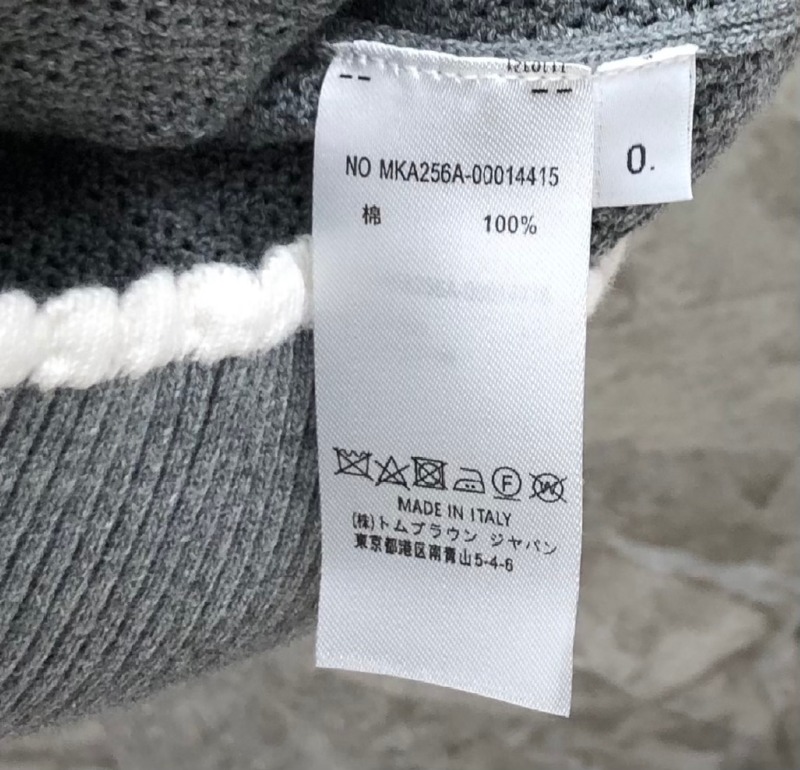 NO MKA256A-00014415
棉 100%
0.
F
W
MADE IN ITALY
(株)トムブラウン ジャパン
東京都港区南青山5-4-6